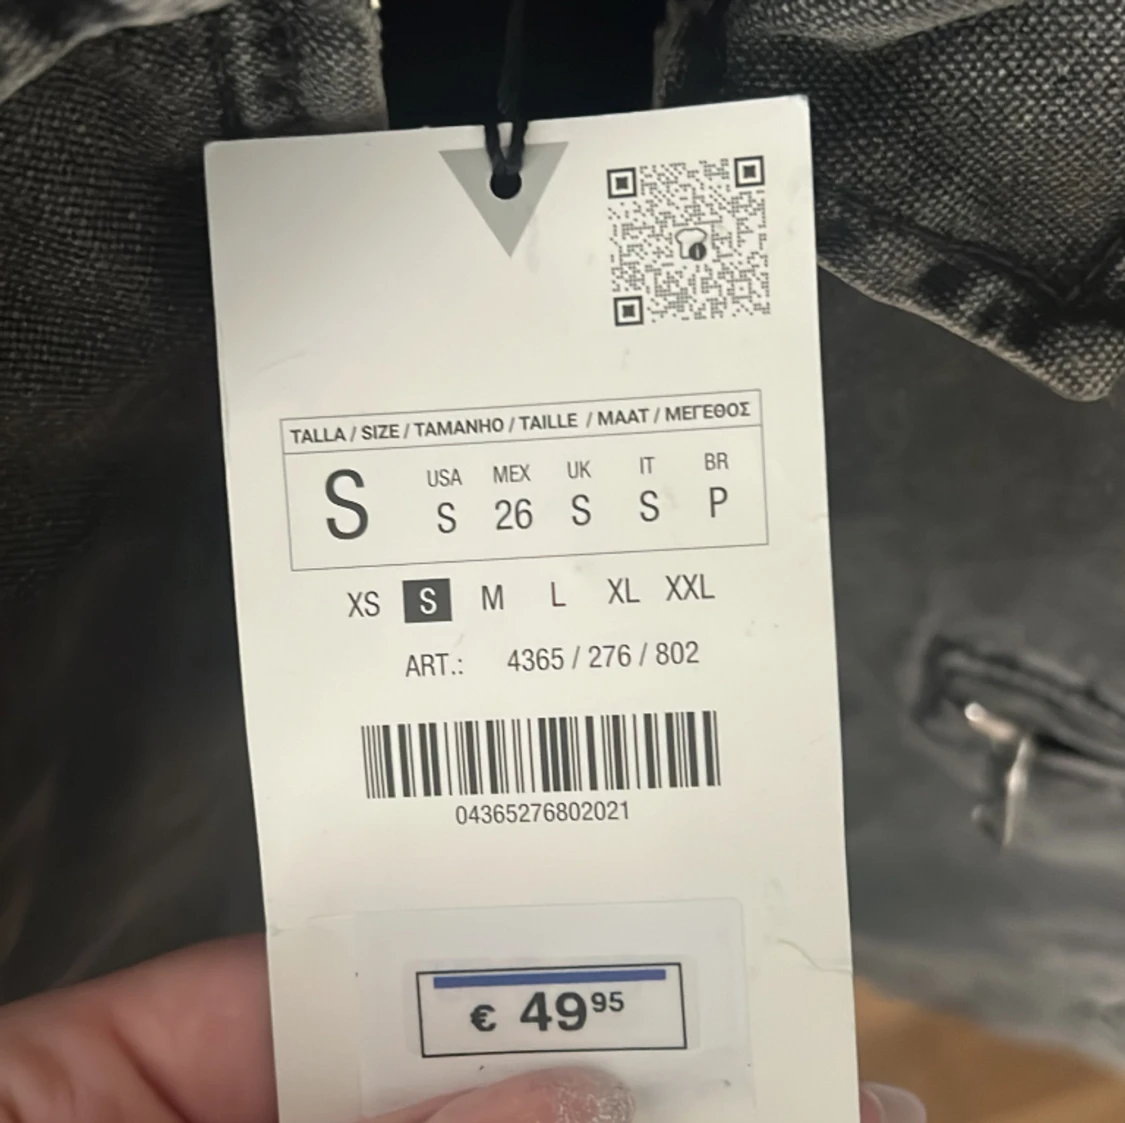 TALLA / SIZE / TAMANHO / TAILLE / MAAT / ΜΕΓΕΘΟΣ
S
USA MEX UK IT BR
S 26 S S P
XS S M L XL XXL
ART.: 4365 / 276 / 802
04365276802021
€ 49⁹⁵